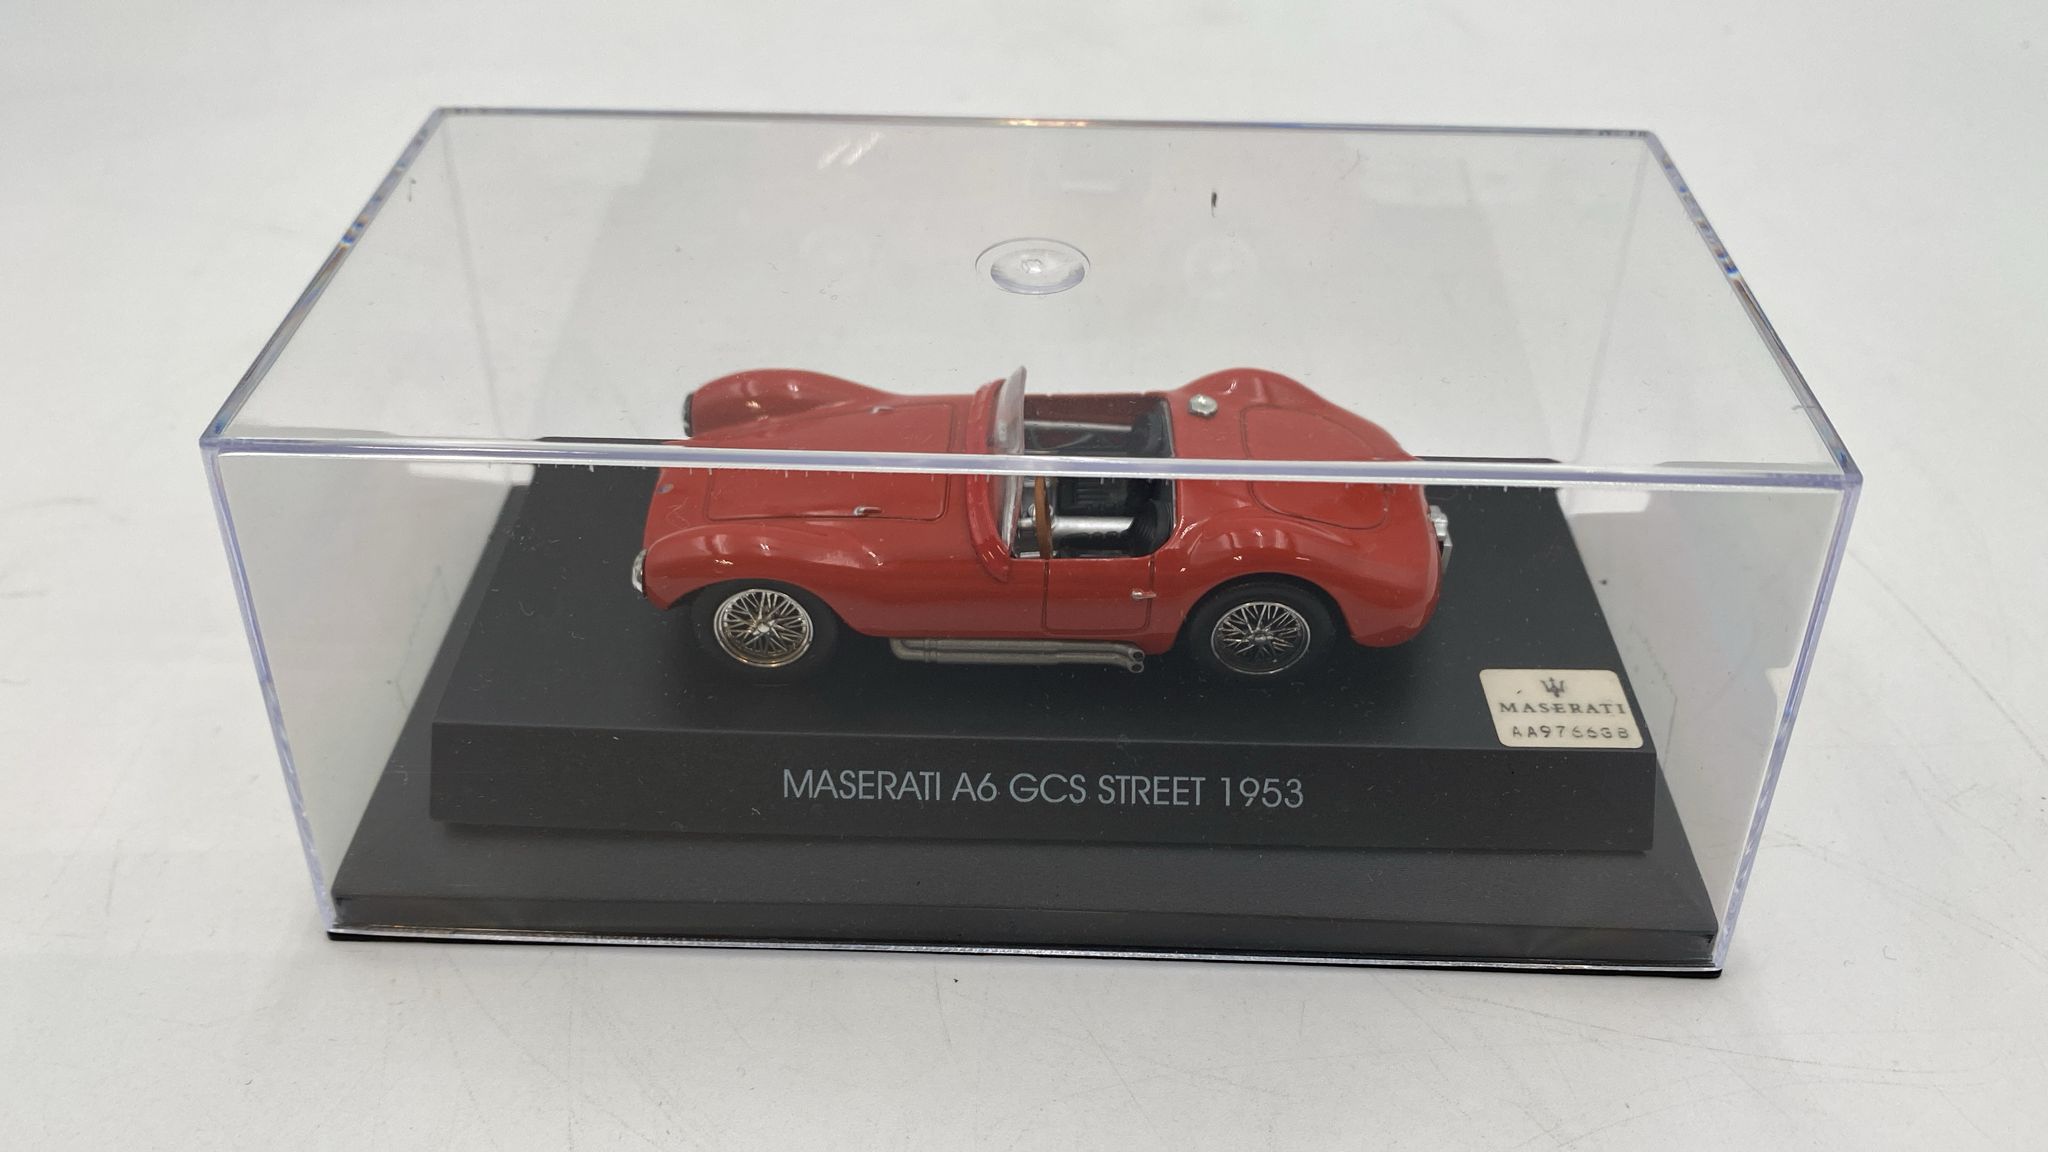 MASERATI
AA9766GB
MASERATI A6 GCS STREET 1953